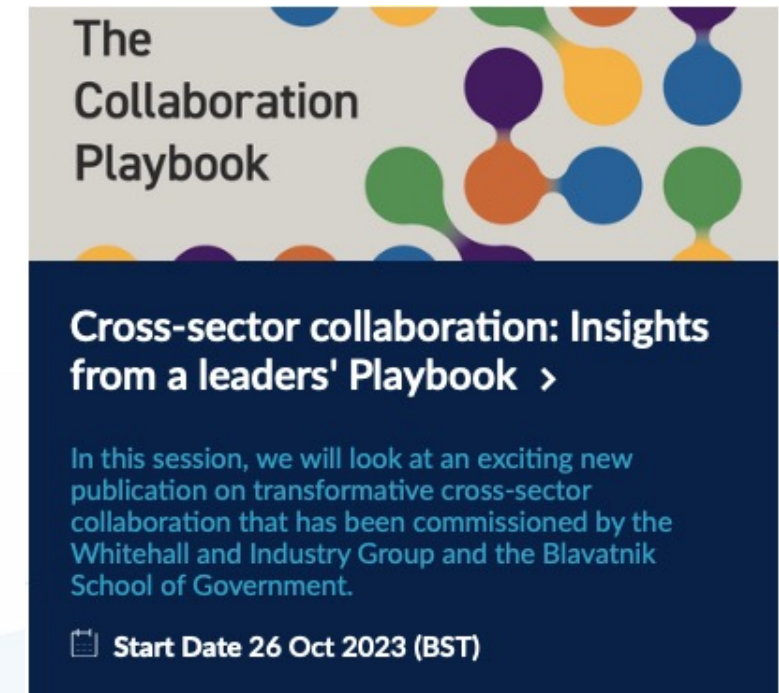 The
Collaboration
Playbook
Cross-sector collaboration: Insights
from a leaders' Playbook >
In this session, we will look at an exciting new
publication on transformative cross-sector
collaboration that has been commissioned by the
Whitehall and Industry Group and the Blavatnik
School of Government.
Start Date 26 Oct 2023 (BST)